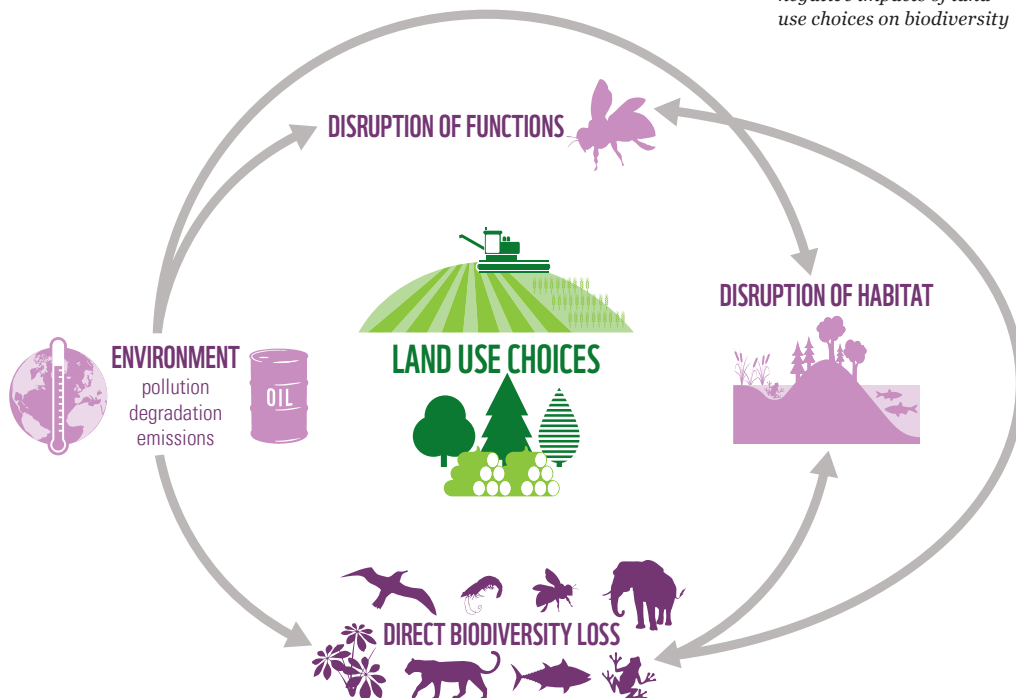 use choices on biodiversity
DISRUPTION OF FUNCTIONS
DISRUPTION OF HABITAT
ENVIRONMENT
pollution
degradation
emissions
OIL
LAND USE CHOICES
DIRECT BIODIVERSITY LOSS